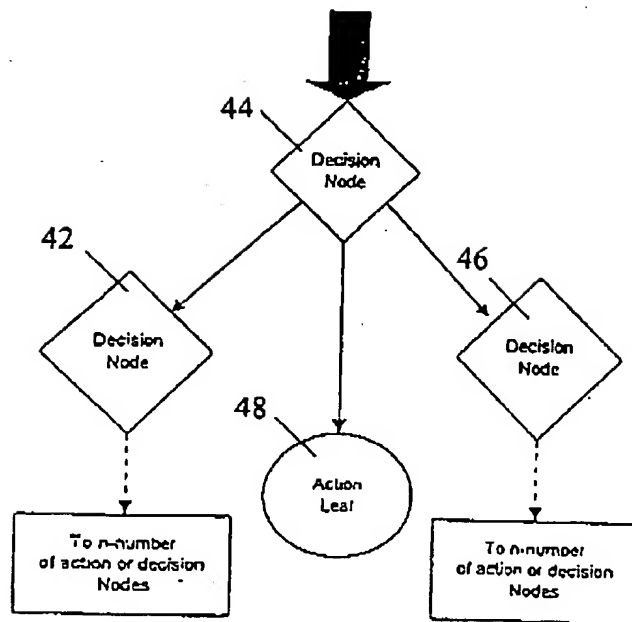 44
Decision
Node
42
46
Decision
Node
Decision
Node
48
Action
Leaf
To n-number
of action or decision
Nodes
To n-number
of action or decision
Nodes